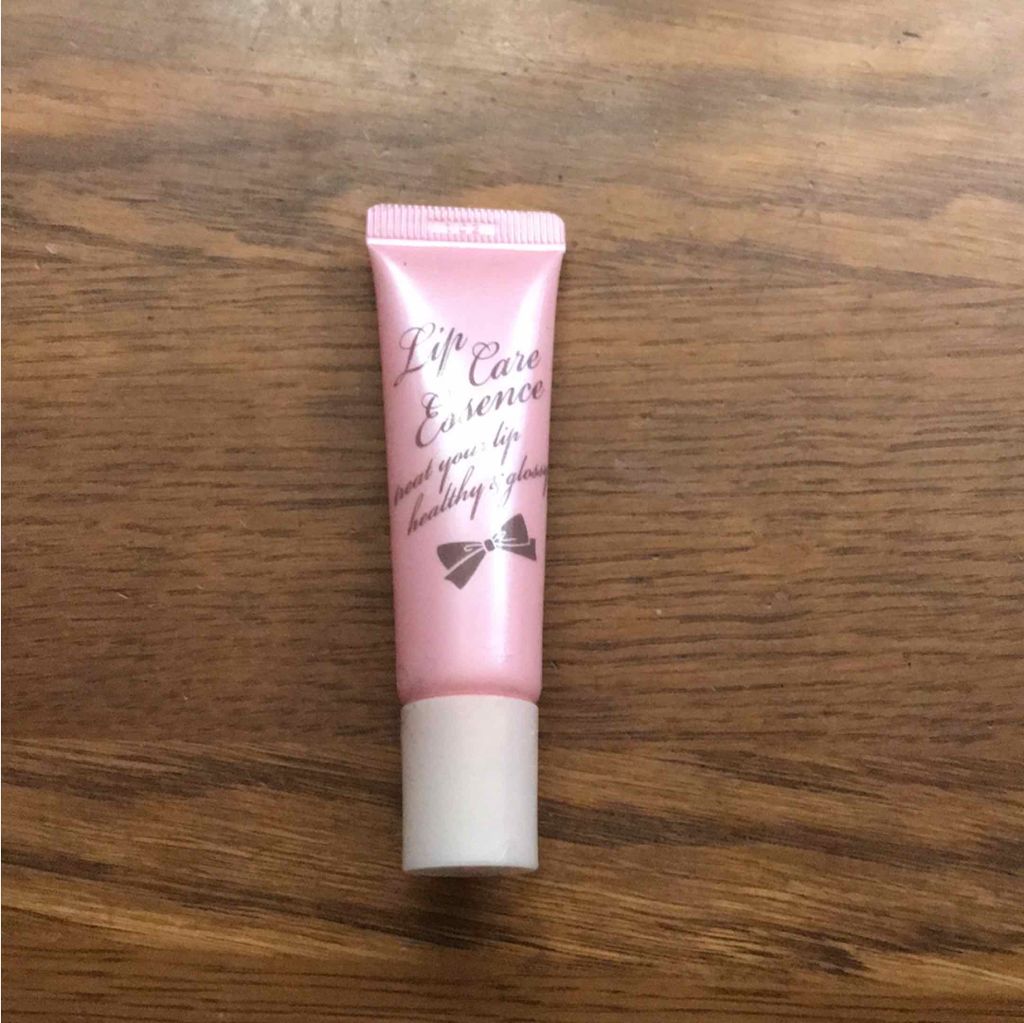 Lip Care
Essence
treat your lip
healthy & glossy